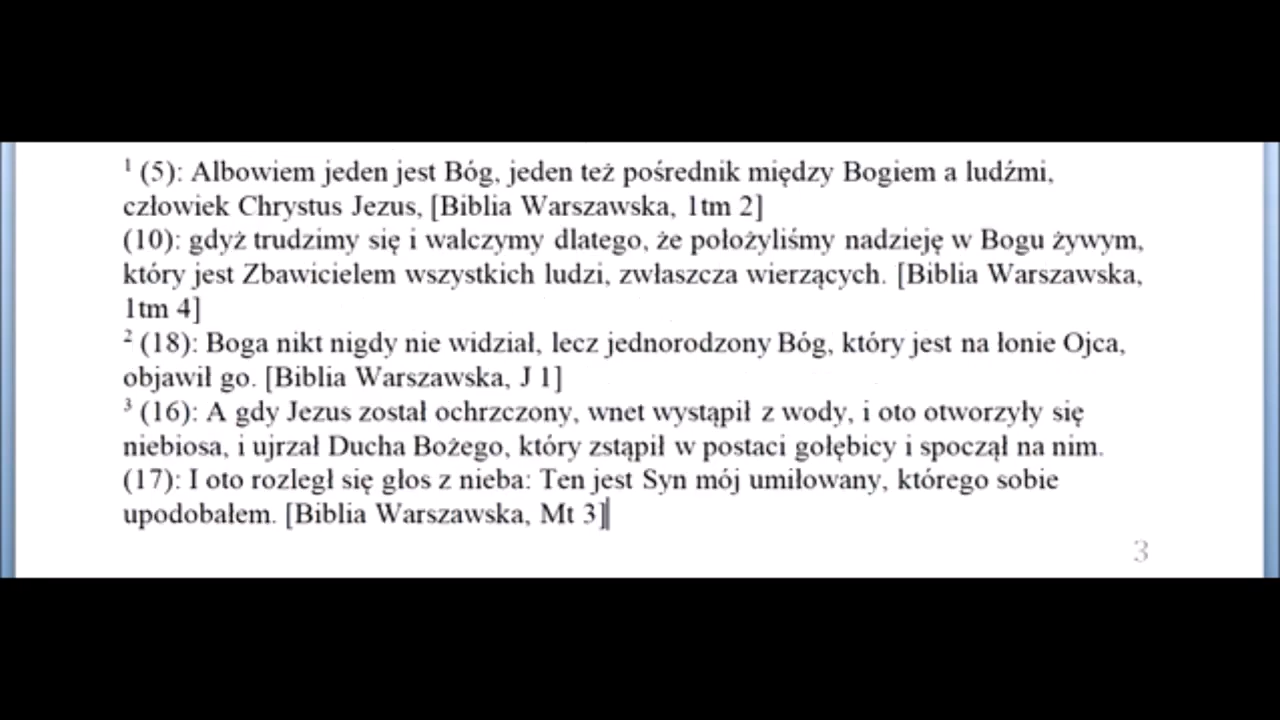 ¹ (5): Albowiem jeden jest Bóg, jeden też pośrednik między Bogiem a ludźmi,
człowiek Chrystus Jezus, [Biblia Warszawska, 1tm 2]
(10): gdyż trudzimy się i walczymy dlatego, że położyliśmy nadzieję w Bogu żywym,
który jest Zbawicielem wszystkich ludzi, zwłaszcza wierzących. [Biblia Warszawska,
1tm 4]
² (18): Boga nikt nigdy nie widział, lecz jednorodzony Bóg, który jest na łonie Ojca,
objawił go. [Biblia Warszawska, J 1]
³ (16): A gdy Jezus został ochrzczony, wnet wystąpił z wody, i oto otworzyły się
niebiosa, i ujrzał Ducha Bożego, który zstąpił w postaci gołębicy i spoczął na nim.
(17): I oto rozległ się głos z nieba: Ten jest Syn mój umiłowany, którego sobie
upodobałem. [Biblia Warszawska, Mt 3]
3